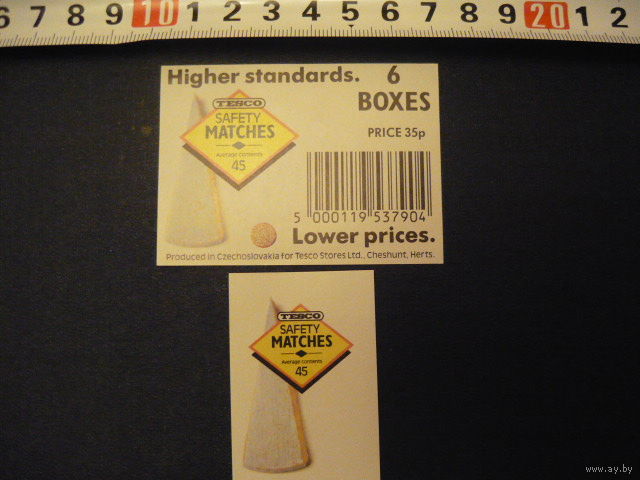 6 7 8 9 10 1 2 3 4 5 6 7 8 9 20 1 2
Higher standards. 6
BOXES
TESCO
SAFETY
MATCHES
Average contents
45
PRICE 35p
5 000119 537904
Lower prices.
Produced in Czechoslovakia for Tesco Stores Ltd., Cheshunt, Herts.
TESCO
SAFETY
MATCHES
Average contents
45
www.ay.by